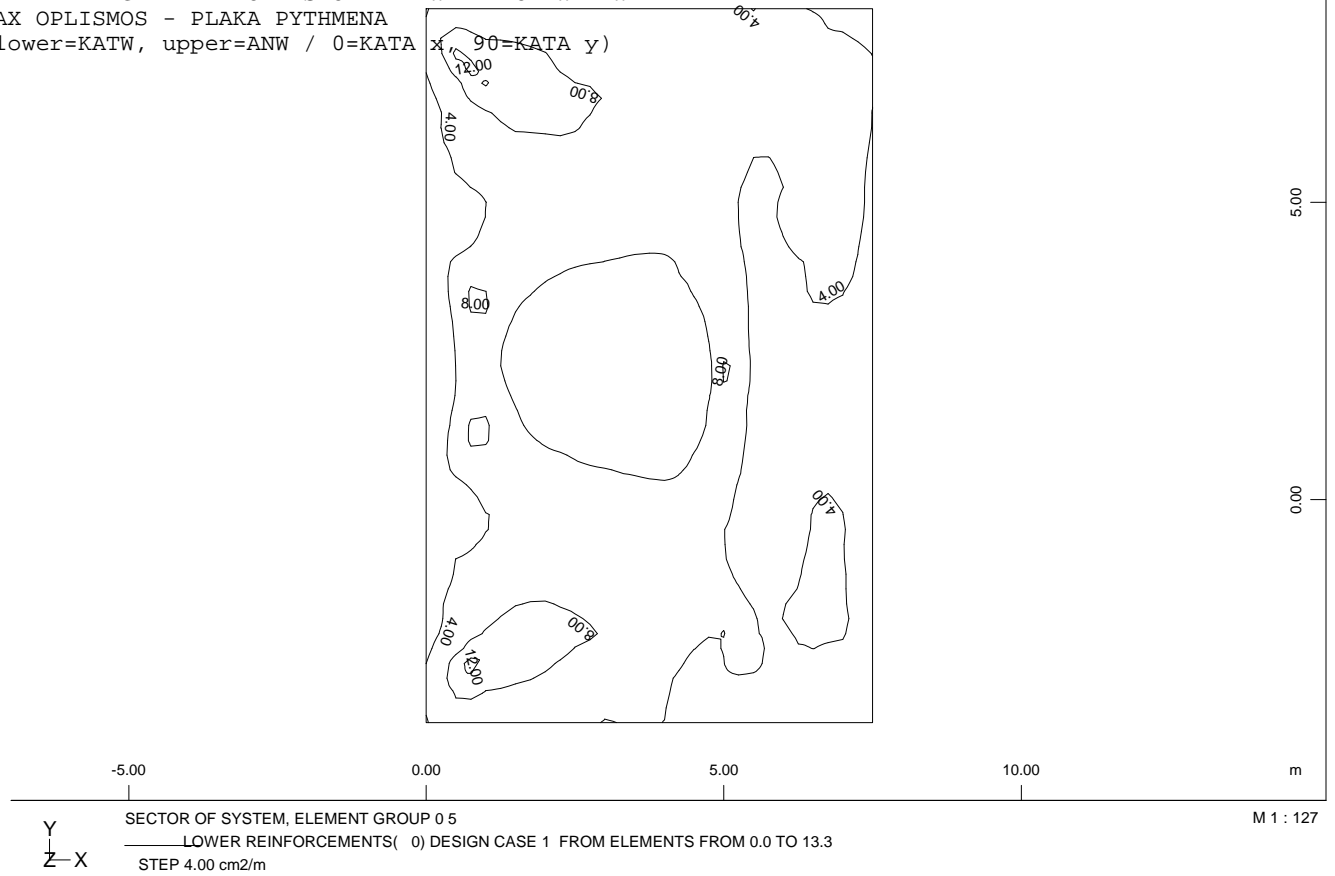 AX OPLISMOS - PLAKA PYTHMENA
lower=KATW, upper=ANW / 0=KATA x, 90=KATA y)
4.00
12.00
8.00
4.00
5.00
4.00
8.00
8.00
0.00
4.00
4.00
8.00
12.00
-5.00 0.00 5.00 10.00 m
SECTOR OF SYSTEM, ELEMENT GROUP 0 5
M 1 : 127
Y
Z X
LOWER REINFORCEMENTS( 0) DESIGN CASE 1 FROM ELEMENTS FROM 0.0 TO 13.3
STEP 4.00 cm2/m